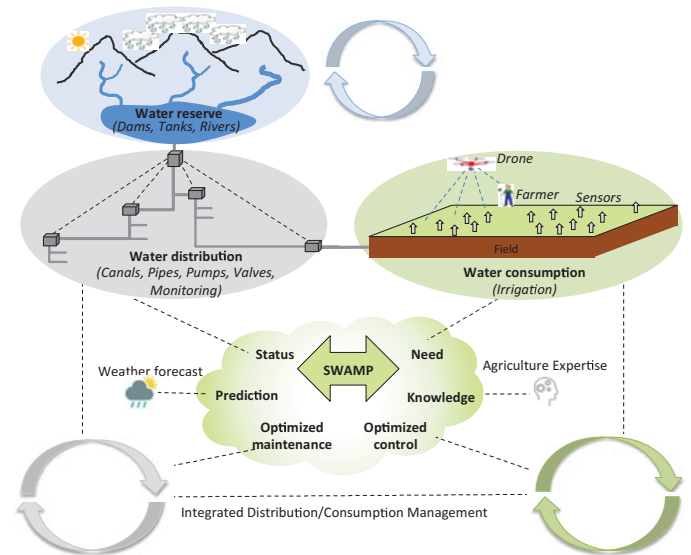 Water reserve
(Dams, Tanks, Rivers)
Drone
Farmer
Sensors
Field
Water distribution
(Canals, Pipes, Pumps, Valves,
Monitoring)
Water consumption
(Irrigation)
Status
Need
SWAMP
Weather forecast
Agriculture Expertise
Prediction
Knowledge
Optimized
maintenance
Optimized
control
Integrated Distribution/Consumption Management